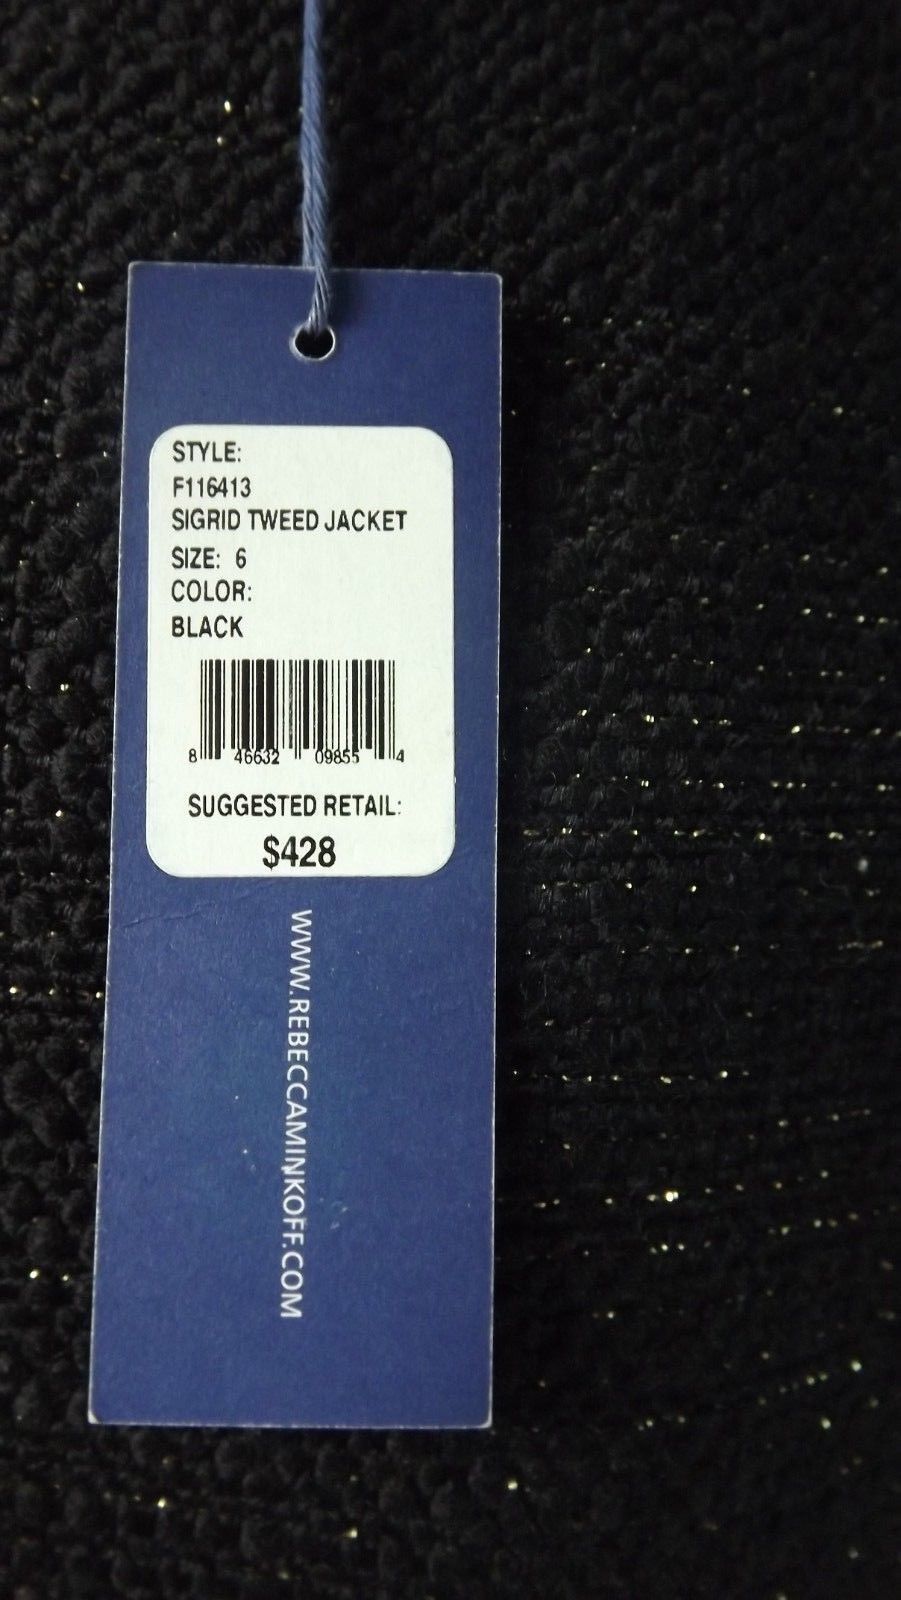 STYLE:
F116413
SIGRID TWEED JACKET
SIZE: 6
COLOR:
BLACK
8 46632 09855 4
SUGGESTED RETAIL:
$428
WWW.REBECCAMINKOFF.COM